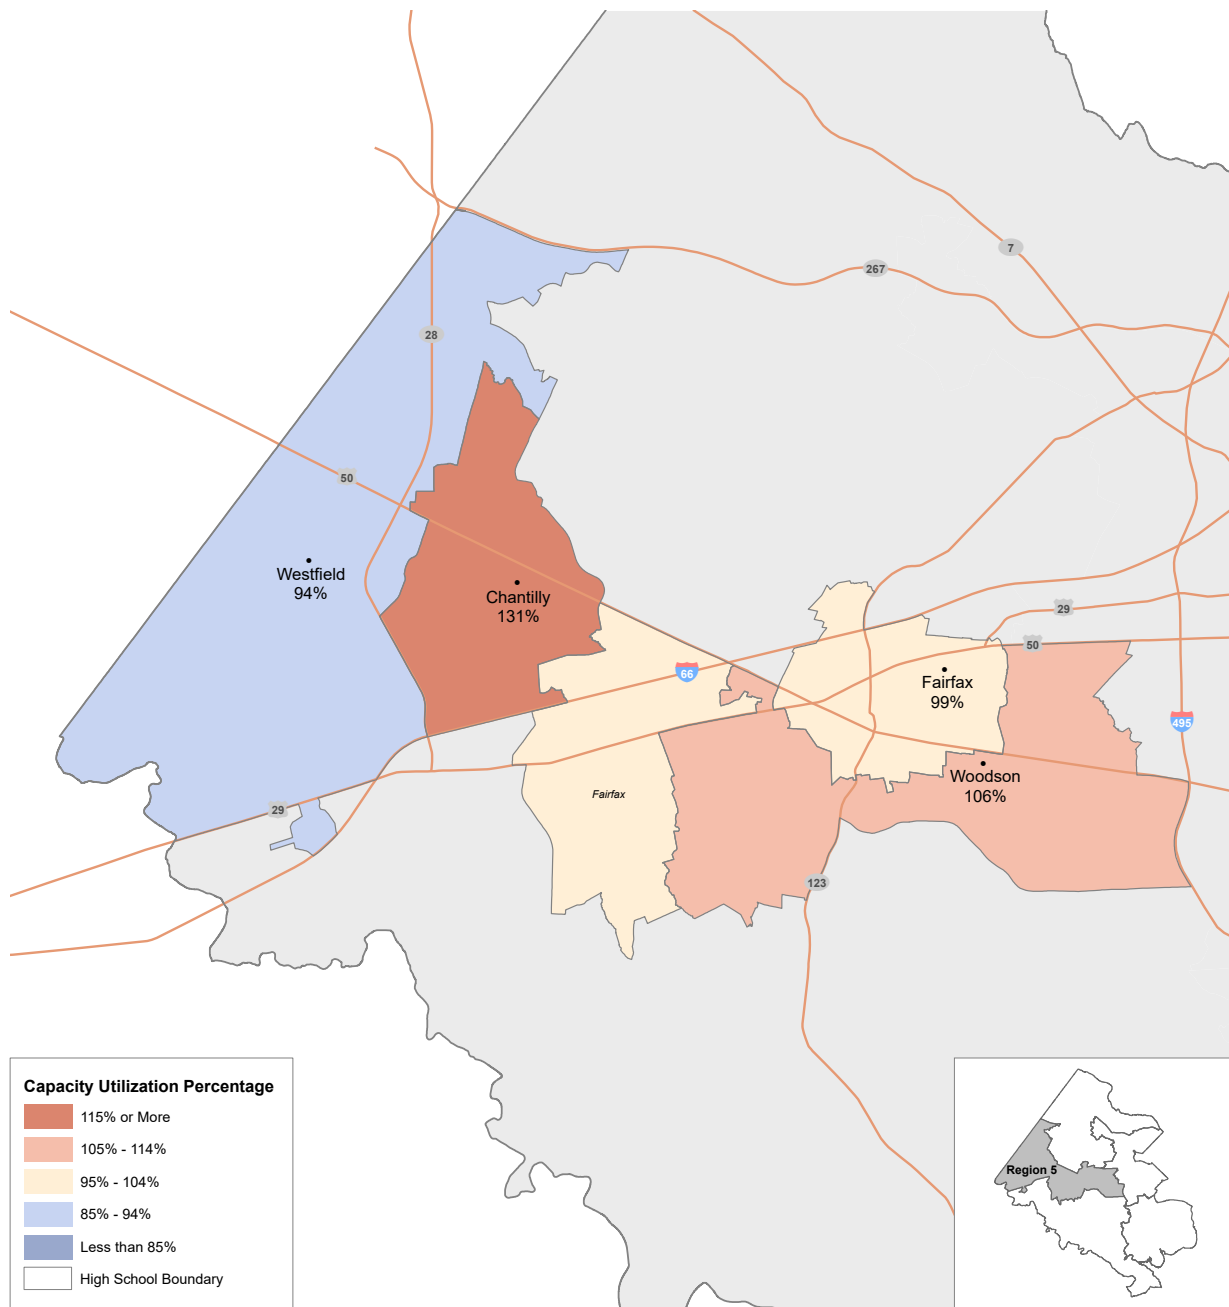 7
267
28
50
Westfield
94%
Chantilly
131%
29
50
66
Fairfax
99%
495
Woodson
106%
Fairfax
29
123
Capacity Utilization Percentage
115% or More
105% - 114%
95% - 104%
85% - 94%
Less than 85%
High School Boundary
Region 5